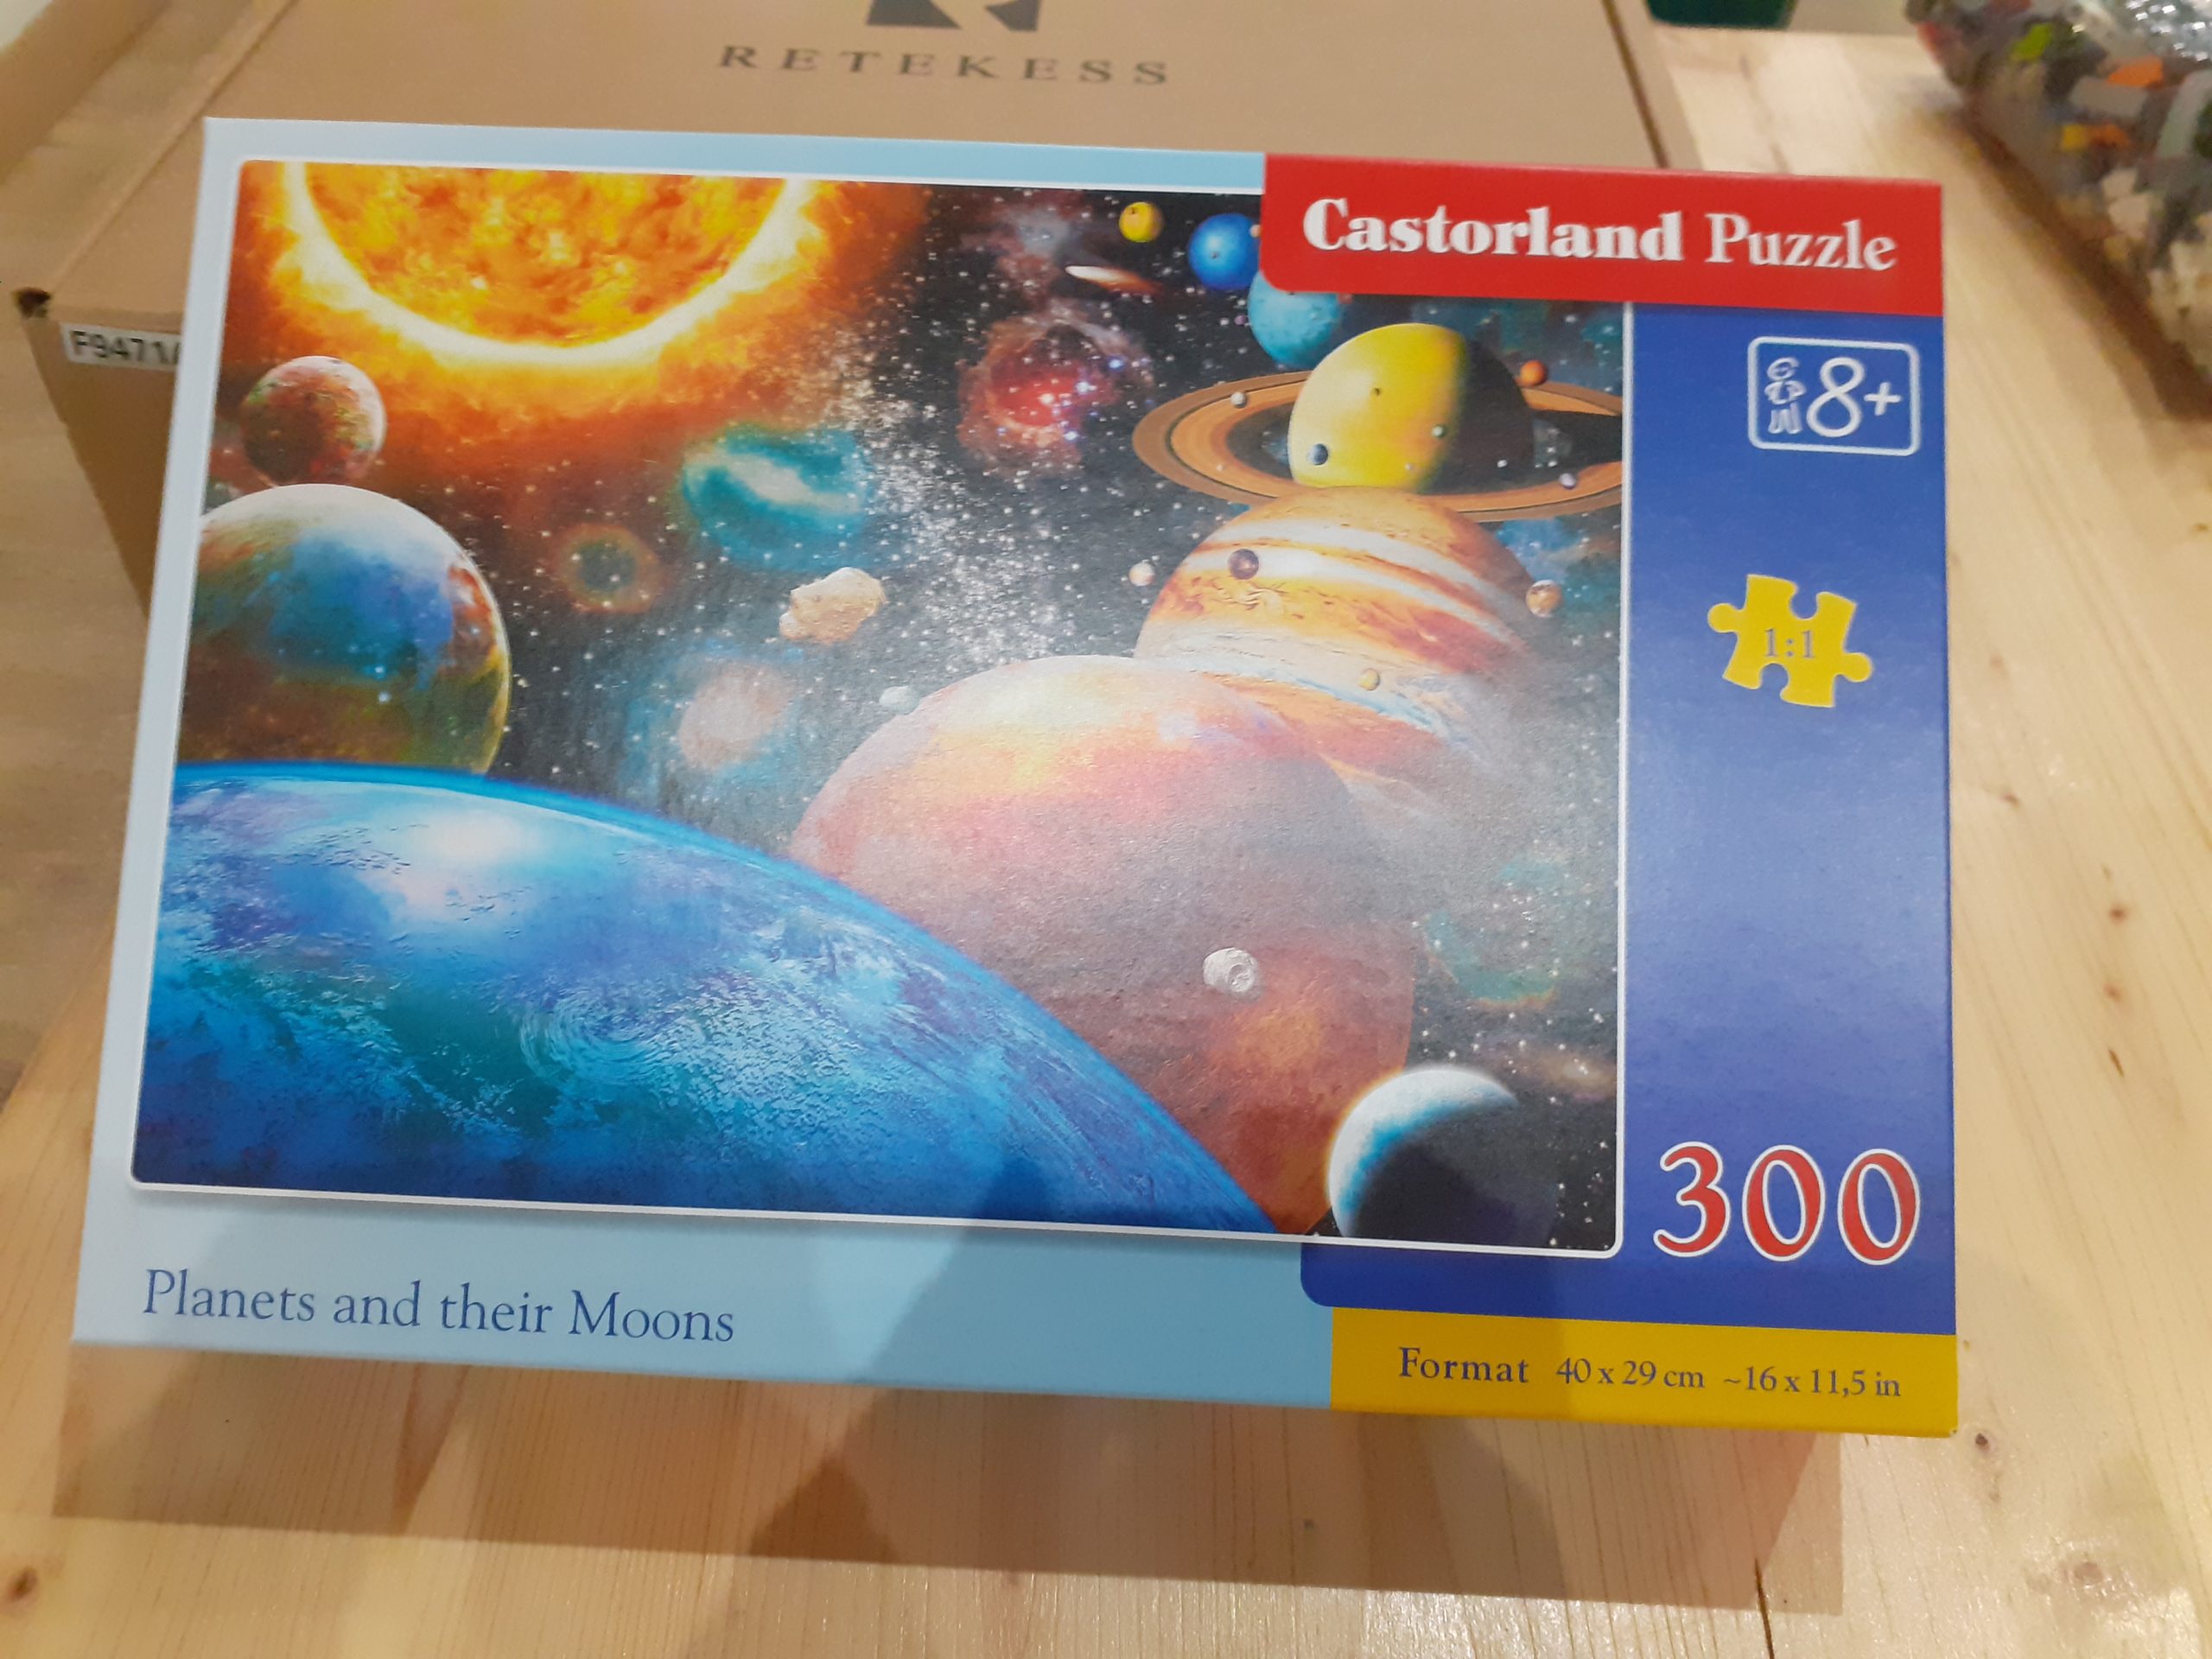 RETEKESS
F9471/
Castorland Puzzle
8+
1:1
300
Planets and their Moons
Format 40 x 29 cm ~16 x 11,5 in